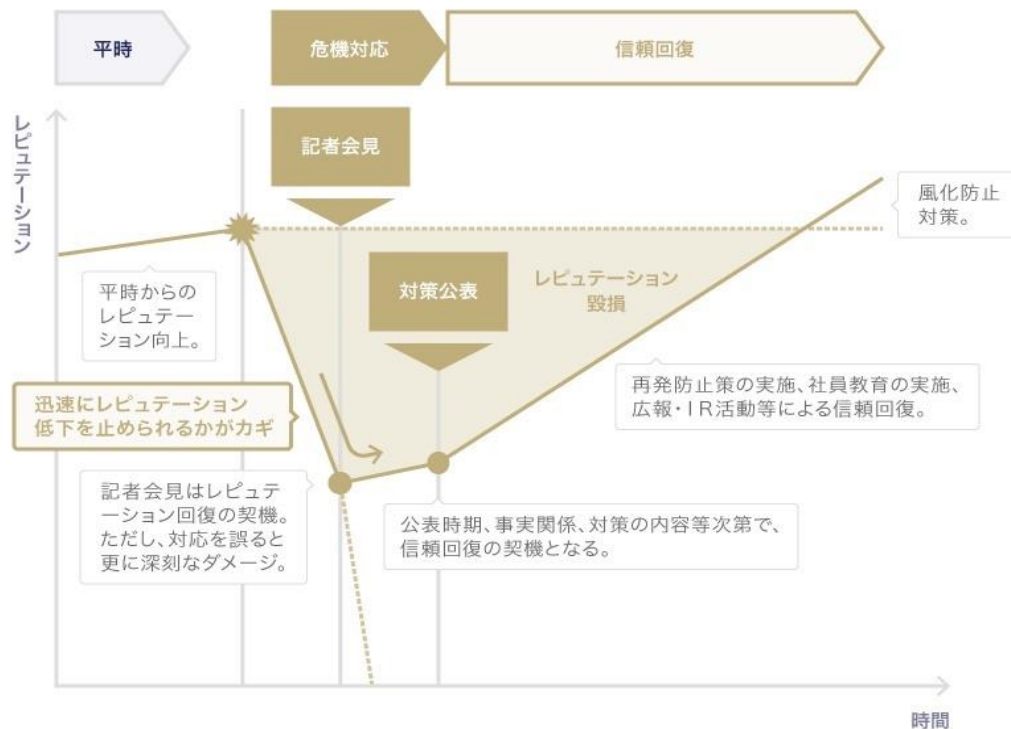 平時
危機対応
信頼回復
レピュテーション
記者会見
風化防止
対策。
対策公表
レピュテーション
毀損
平時からの
レピュテー
ション向上。
再発防止策の実施、社員教育の実施、
広報・IR活動等による信頼回復。
迅速にレピュテーション
低下を止められるかがカギ
記者会見はレピュテ
ーション回復の契機。
ただし、対応を誤ると
更に深刻なダメージ。
公表時期、事実関係、対策の内容等次第で、
信頼回復の契機となる。
時間